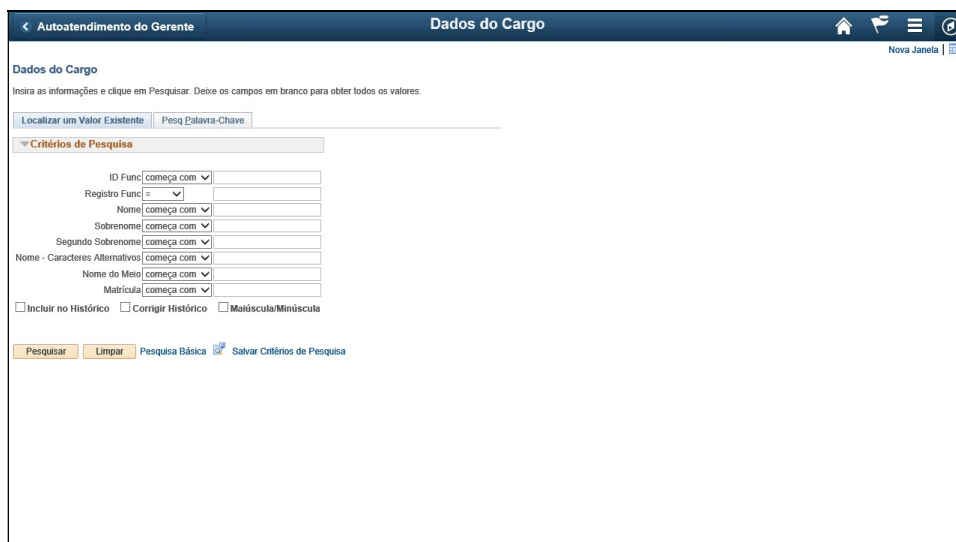 Autoatendimento do Gerente
Dados do Cargo
Nova Janela |
Dados do Cargo
Insira as informações e clique em Pesquisar. Deixe os campos em branco para obter todos os valores.
Localizar um Valor Existente Pesq Palavra-Chave
Critérios de Pesquisa
ID Func começa com
Registro Func =
Nome começa com
Sobrenome começa com
Segundo Sobrenome começa com
Nome - Caracteres Alternativos começa com
Nome do Meio começa com
Matrícula começa com
Incluir no Histórico Corrigir Histórico Maiúscula/Minúscula
Pesquisar Limpar Pesquisa Básica Salvar Critérios de Pesquisa